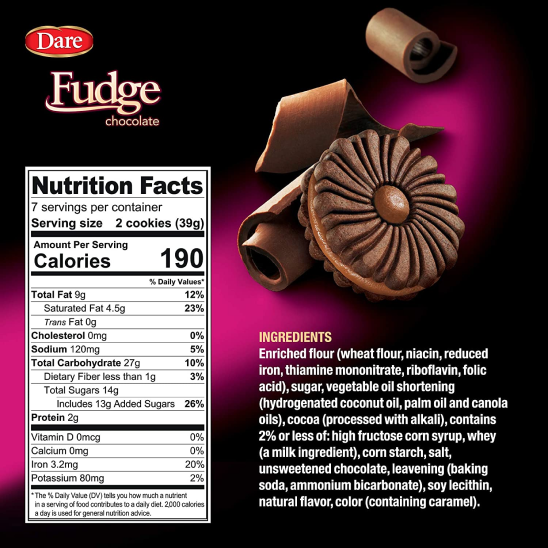 Dare
Fudge
chocolate
Nutrition Facts
7 servings per container
Serving size 2 cookies (39g)
Amount Per Serving
Calories 190
% Daily Values*
Total Fat 9g 12%
Saturated Fat 4.5g 23%
Trans Fat 0g
Cholesterol 0mg 0%
Sodium 120mg 5%
Total Carbohydrate 27g 10%
Dietary Fiber less than 1g 3%
Total Sugars 14g
Includes 13g Added Sugars 26%
Protein 2g
Vitamin D 0mcg 0%
Calcium 0mg 0%
Iron 3.2mg 20%
Potassium 80mg 2%
* The % Daily Value (DV) tells you how much a nutrient
in a serving of food contributes to a daily diet. 2,000 calories
a day is used for general nutrition advice.
INGREDIENTS
Enriched flour (wheat flour, niacin, reduced
iron, thiamine mononitrate, riboflavin, folic
acid), sugar, vegetable oil shortening
(hydrogenated coconut oil, palm oil and canola
oils), cocoa (processed with alkali), contains
2% or less of: high fructose corn syrup, whey
(a milk ingredient), corn starch, salt,
unsweetened chocolate, leavening (baking
soda, ammonium bicarbonate), soy lecithin,
natural flavor, color (containing caramel).